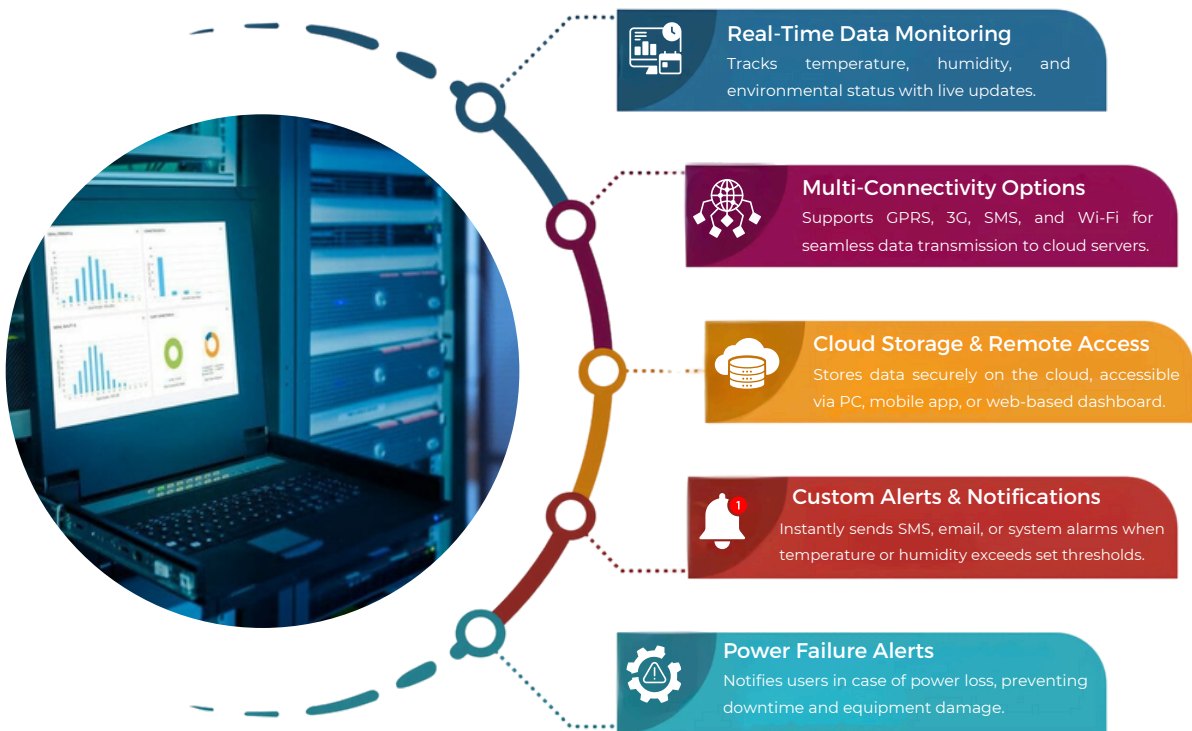 Real-Time Data Monitoring
Tracks temperature, humidity, and
environmental status with live updates.
Multi-Connectivity Options
Supports GPRS, 3G, SMS, and Wi-Fi for
seamless data transmission to cloud servers.
Cloud Storage & Remote Access
Stores data securely on the cloud, accessible
via PC, mobile app, or web-based dashboard.
1
Custom Alerts & Notifications
Instantly sends SMS, email, or system alarms when
temperature or humidity exceeds set thresholds.
Power Failure Alerts
Notifies users in case of power loss, preventing
downtime and equipment damage.